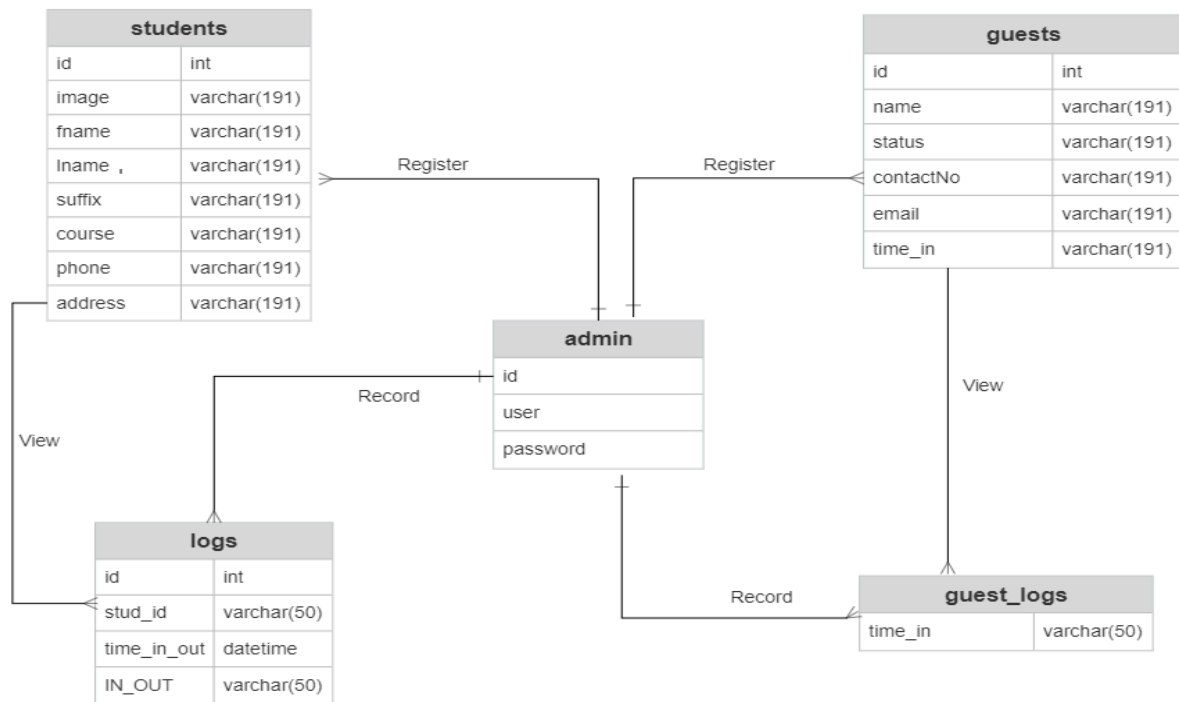 students
id int
image varchar(191)
fname varchar(191)
lname , varchar(191)
suffix varchar(191)
course varchar(191)
phone varchar(191)
address varchar(191)
guests
id int
name varchar(191)
status varchar(191)
contactNo varchar(191)
email varchar(191)
time_in varchar(191)
Register
Register
admin
id
user
password
Record
View
View
logs
id int
stud_id varchar(50)
time_in_out datetime
IN_OUT varchar(50)
Record
guest_logs
time_in varchar(50)